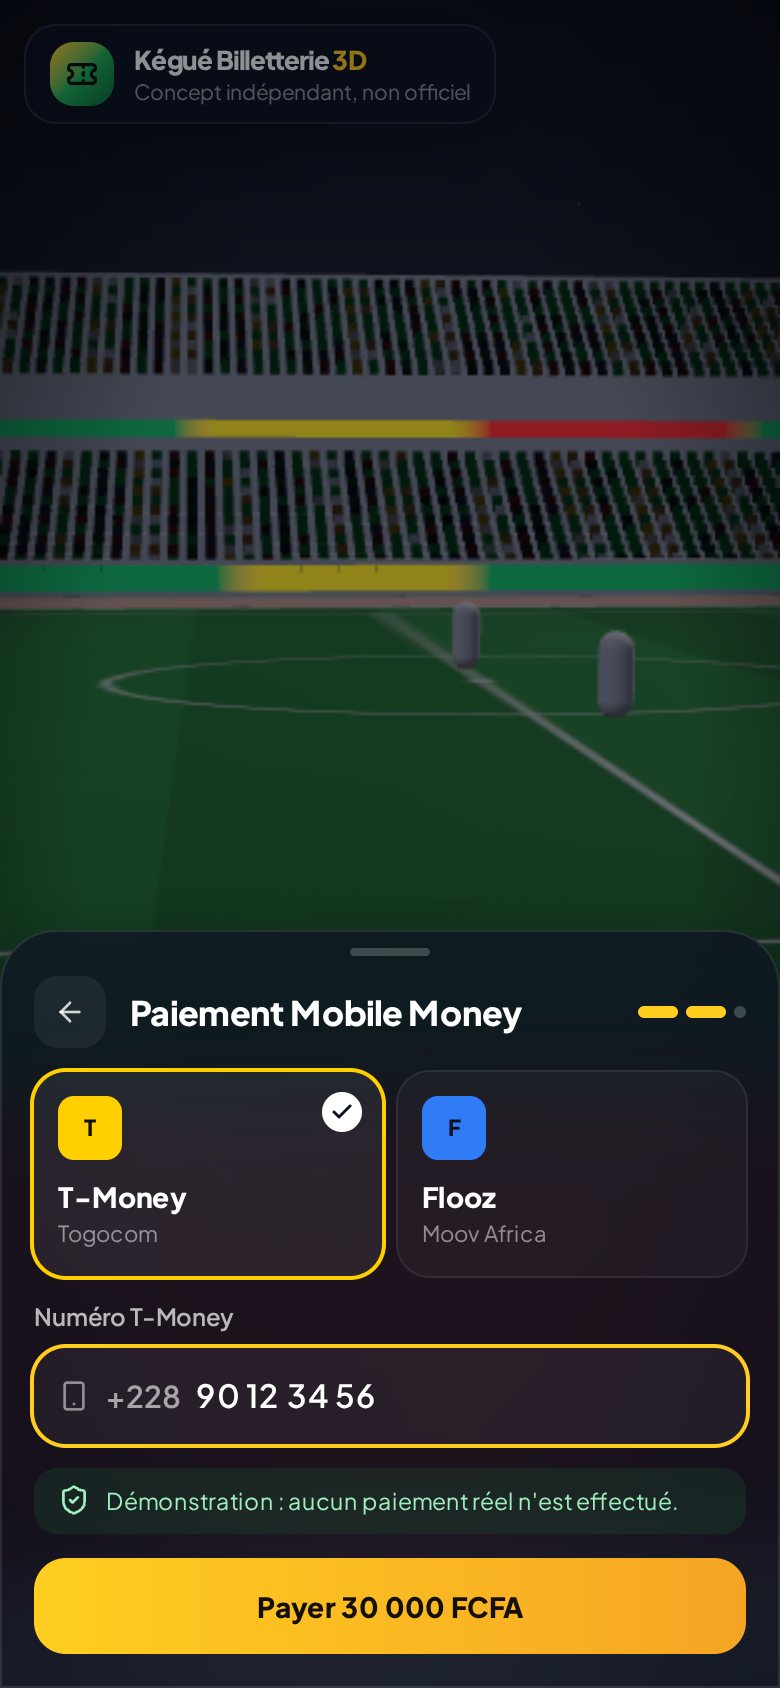 Kégué Billetterie 3D
Concept indépendant, non officiel
Paiement Mobile Money
T
T-Money
Togocom
F
Flooz
Moov Africa
Numéro T-Money
+228 90 12 34 56
Démonstration : aucun paiement réel n'est effectué.
Payer 30 000 FCFA